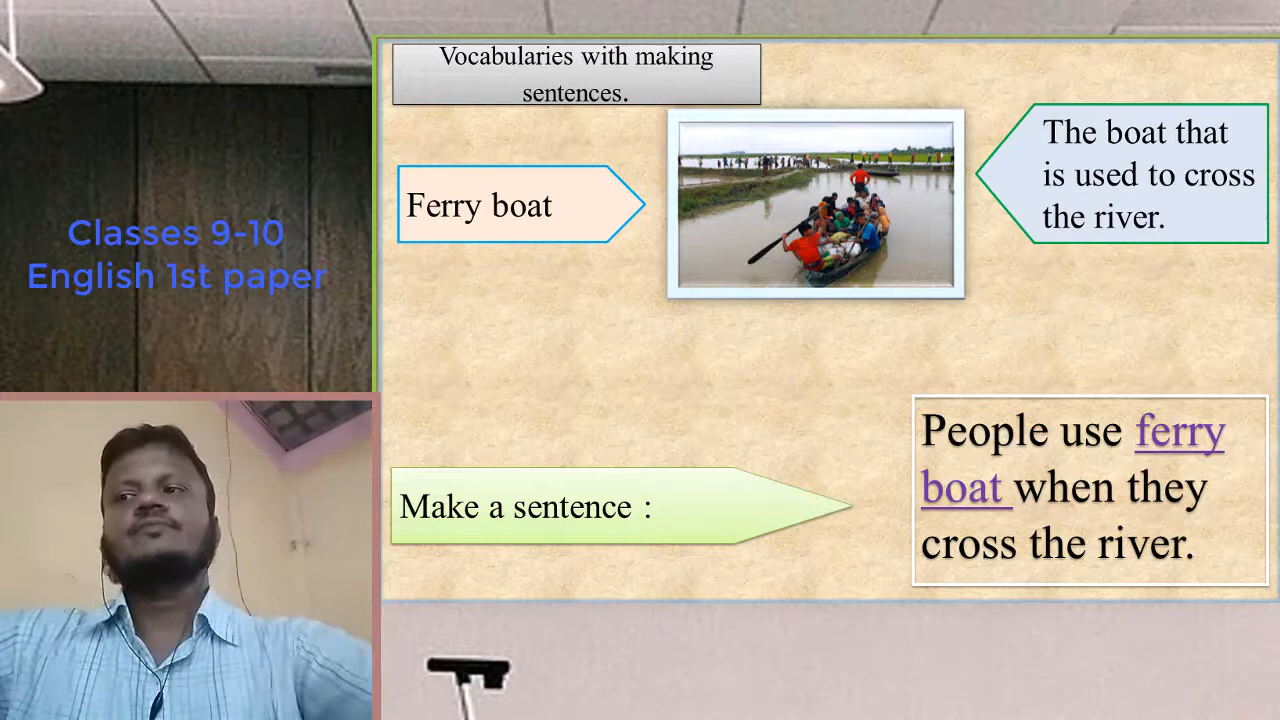 Vocabularies with making
sentences.
Ferry boat
The boat that
is used to cross
the river.
Classes 9-10
English 1st paper
Make a sentence :
People use ferry
boat when they
cross the river.